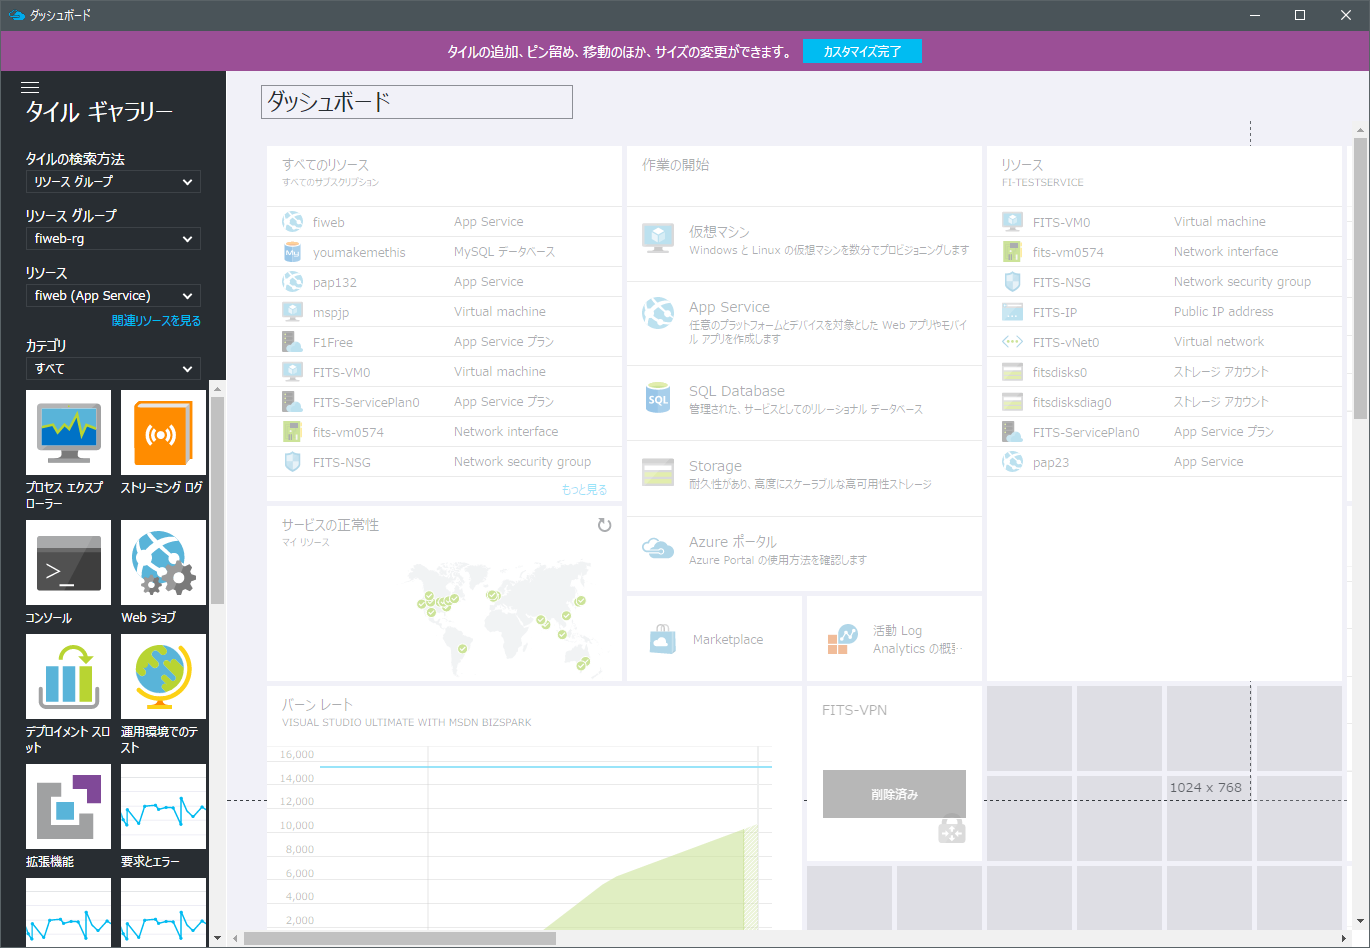 ダッシュボード
タイルの追加、ピン留め、移動のほか、サイズの変更ができます。
カスタマイズ完了
タイル ギャラリー
タイルの検索方法
リソース グループ
リソース グループ
fiweb-rg
リソース
fiweb (App Service)
関連リソースを見る
カテゴリ
すべて
プロセス エクスプ
ローラー
ストリーミング ログ
コンソール
Web ジョブ
デプロイメント スロ
ット
運用環境でのテ
スト
拡張機能
要求とエラー
ダッシュボード
すべてのリソース
すべてのサブスクリプション
fiweb App Service
youmakemethis MySQL データベース
pap132 App Service
mspjp Virtual machine
F1Free App Service プラン
FITS-VM0 Virtual machine
FITS-ServicePlan0 App Service プラン
fits-vm0574 Network interface
FITS-NSG Network security group
もっと見る
作業の開始
仮想マシン
Windows と Linux の仮想マシンを数分でプロビジョニングします
App Service
任意のプラットフォームとデバイスを対象とした Web アプリやモバイ
ル アプリを作成します
SQL
SQL Database
管理された、サービスとしてのリレーショナル データベース
Storage
耐久性があり、高度にスケーラブルな高可用性ストレージ
Azure ポータル
Azure Portal の使用方法を確認します
リソース
FI-TESTSERVICE
FITS-VM0 Virtual machine
fits-vm0574 Network interface
FITS-NSG Network security group
FITS-IP Public IP address
FITS-vNet0 Virtual network
fitsdisks0 ストレージ アカウント
fitsdisksdiag0 ストレージ アカウント
FITS-ServicePlan0 App Service プラン
pap23 App Service
サービスの正常性
マイ リソース
Marketplace
活動 Log
Analytics の概要…
バーン レート
VISUAL STUDIO ULTIMATE WITH MSDN BIZSPARK
16,000
14,000
12,000
10,000
8,000
6,000
4,000
2,000
FITS-VPN
削除済み
1024 x 768